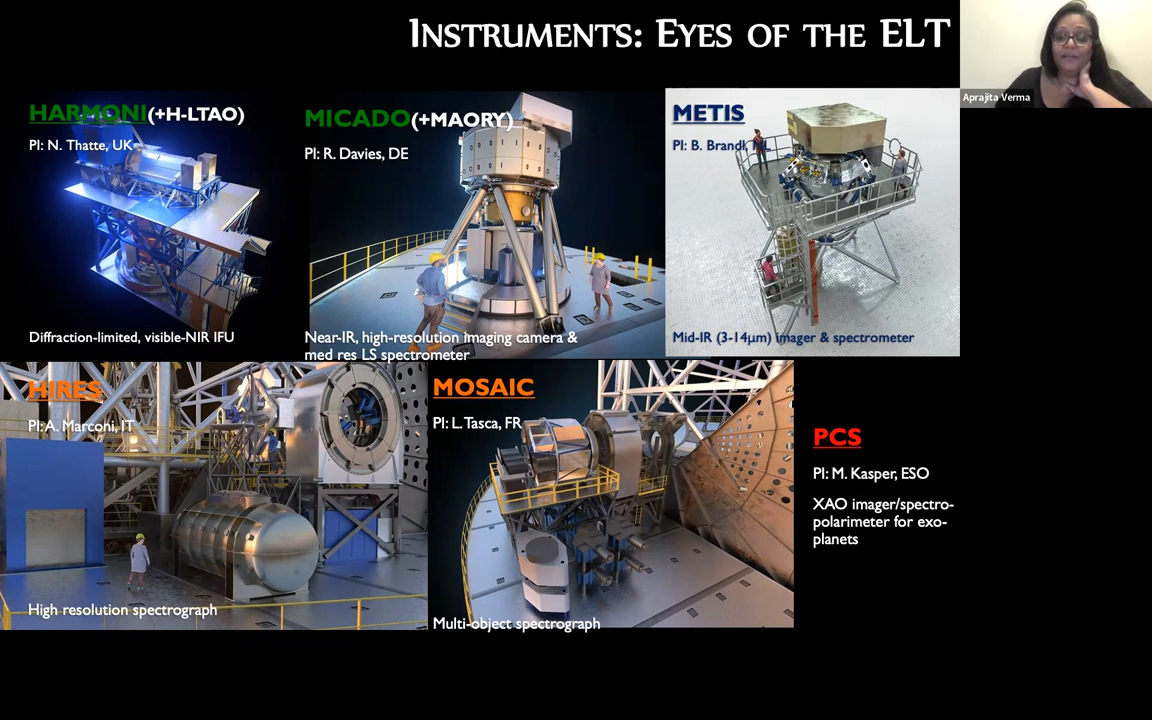 INSTRUMENTS: EYES OF THE ELT
Aprajita Verma
HARMONI(+H-LTAO)
PI: N. Thatte, UK
Diffraction-limited, visible-NIR IFU
MICADO(+MAORY)
PI: R. Davies, DE
Near-IR, high-resolution imaging camera &
med res LS spectrometer
METIS
PI: B. Brandl, NL
Mid-IR (3-14μm) imager & spectrometer
HIRES
PI: A. Marconi, IT
High resolution spectrograph
MOSAIC
PI: L. Tasca, FR
Multi-object spectrograph
PCS
PI: M. Kasper, ESO
XAO imager/spectro-
polarimeter for exo-
planets